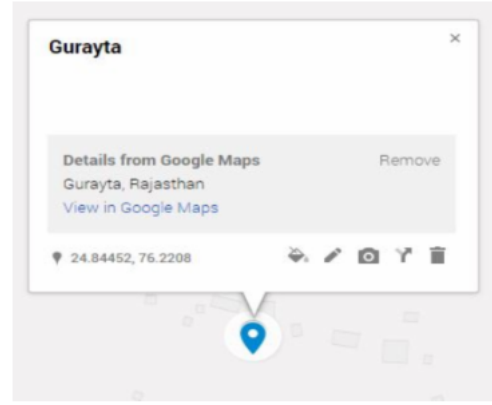 Gurayta
×
Details from Google Maps Remove
Gurayta, Rajasthan
View in Google Maps
24.84452, 76.2208